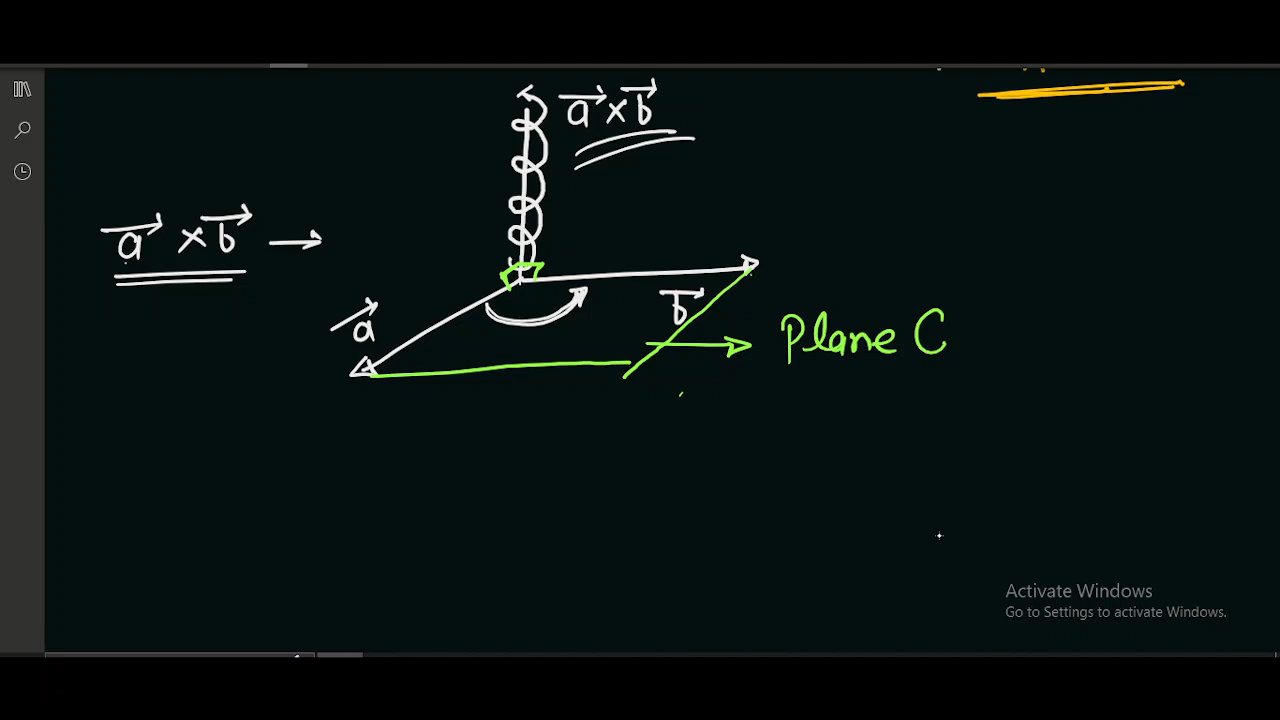 a × b
a × b →
a
b
Plane C
Activate Windows
Go to Settings to activate Windows.